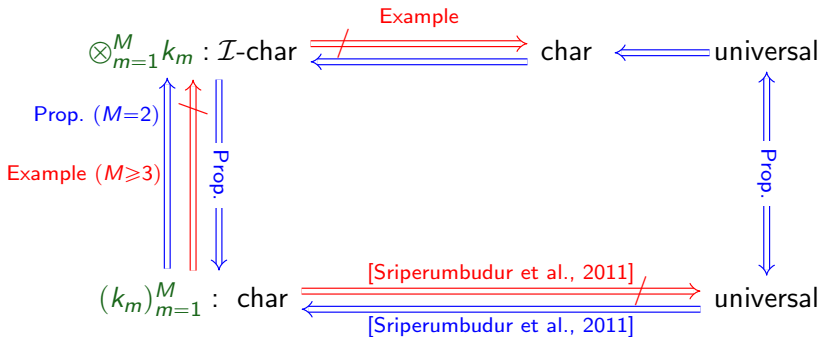 Example
⊗_{m=1}^{M} k_m : 𝓘-char char universal
Prop. (M=2)
Example (M⩾3)
Prop.
Prop.
[Sriperumbudur et al., 2011]
(k_m)_{m=1}^{M} : char universal
[Sriperumbudur et al., 2011]